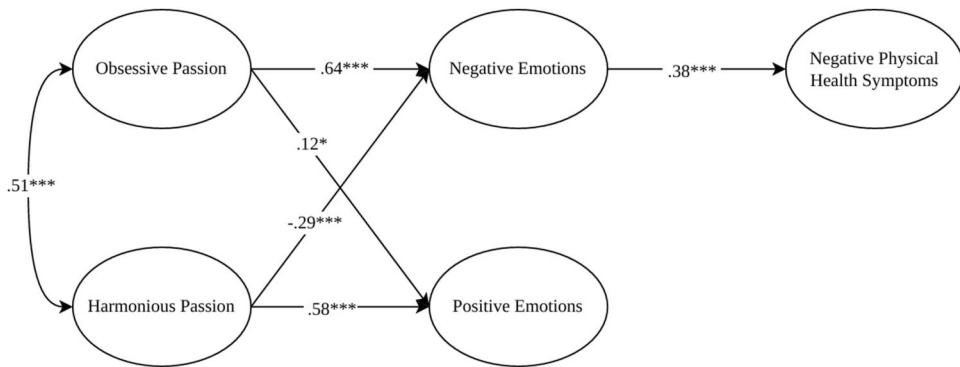 Obsessive Passion
.64***
Negative Emotions
.38***
Negative Physical
Health Symptoms
.12*
.51***
-.29***
Harmonious Passion
.58***
Positive Emotions